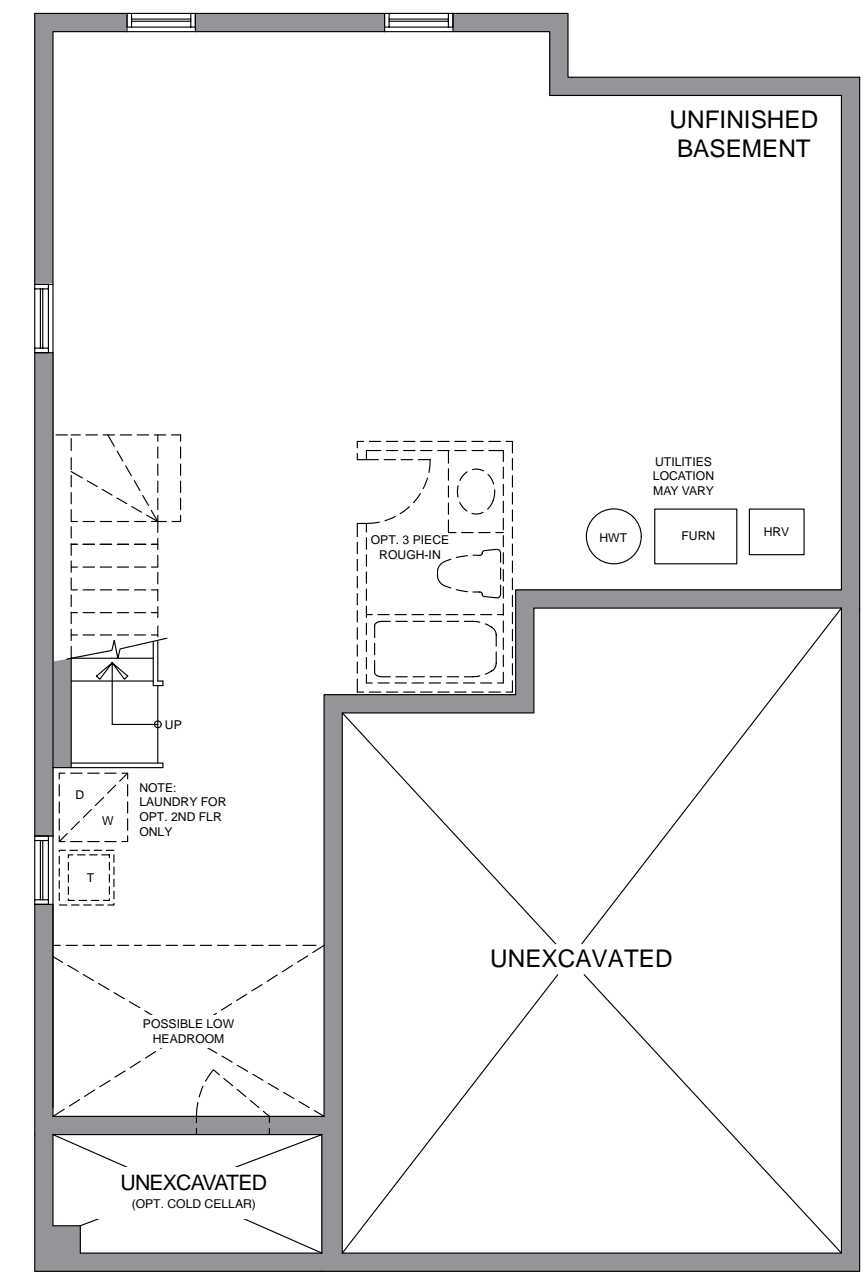 UNFINISHED
BASEMENT
UTILITIES
LOCATION
MAY VARY
HWT
FURN
HRV
OPT. 3 PIECE
ROUGH-IN
UP
D
W
NOTE:
LAUNDRY FOR
OPT. 2ND FLR
ONLY
T
UNEXCAVATED
POSSIBLE LOW
HEADROOM
UNEXCAVATED
(OPT. COLD CELLAR)